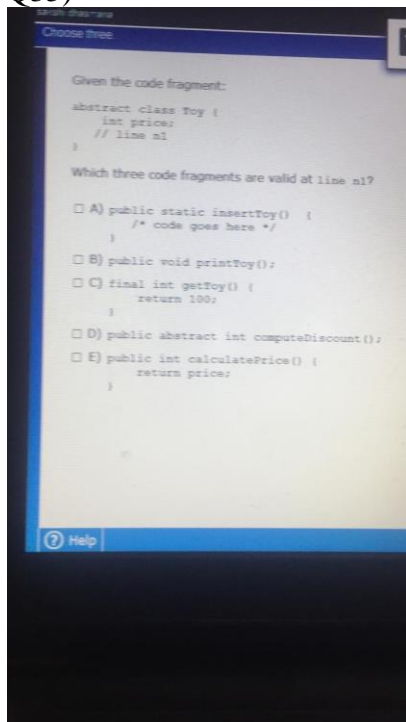 Choose three
Given the code fragment:
abstract class Toy {
int price;
// line n1
}
Which three code fragments are valid at line n1?
A) public static insertToy() {
/* code goes here */
}
B) public void printToy();
C) final int getToy() {
return 100;
}
D) public abstract int computeDiscount();
E) public int calculatePrice() {
return price;
}
? Help